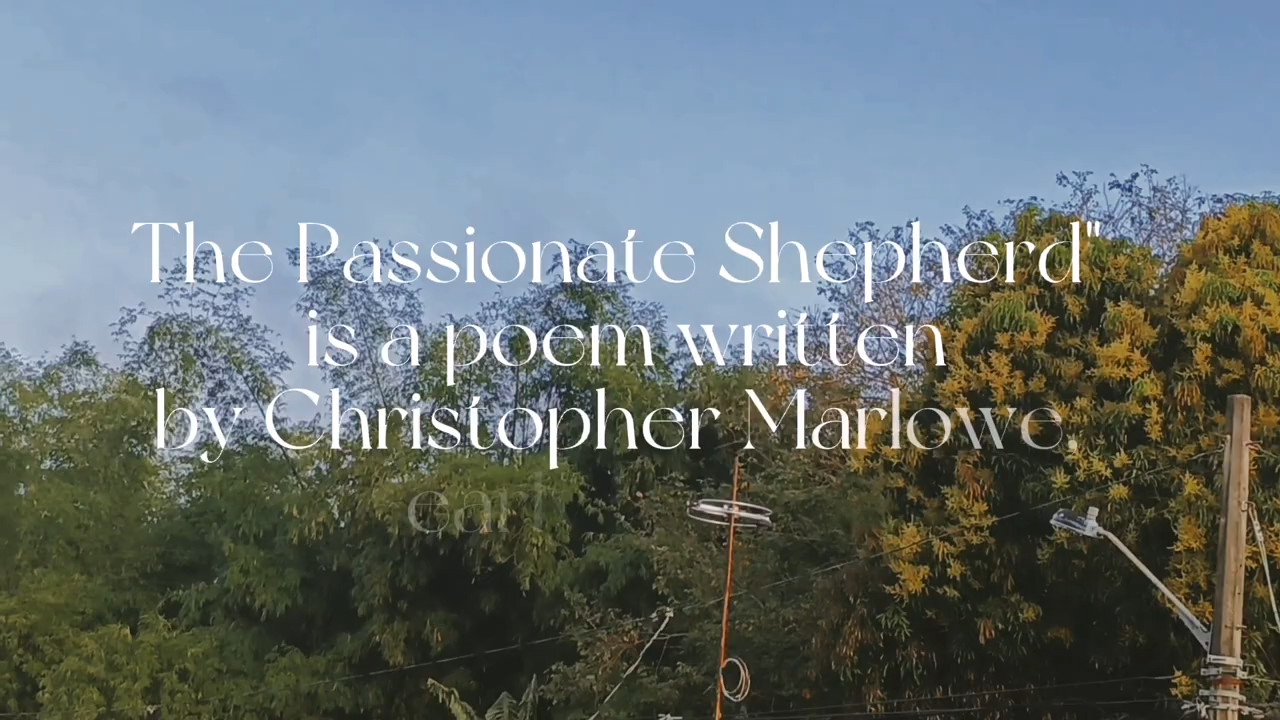 The Passionate Shepherd"
is a poem written
by Christopher Marlowe,